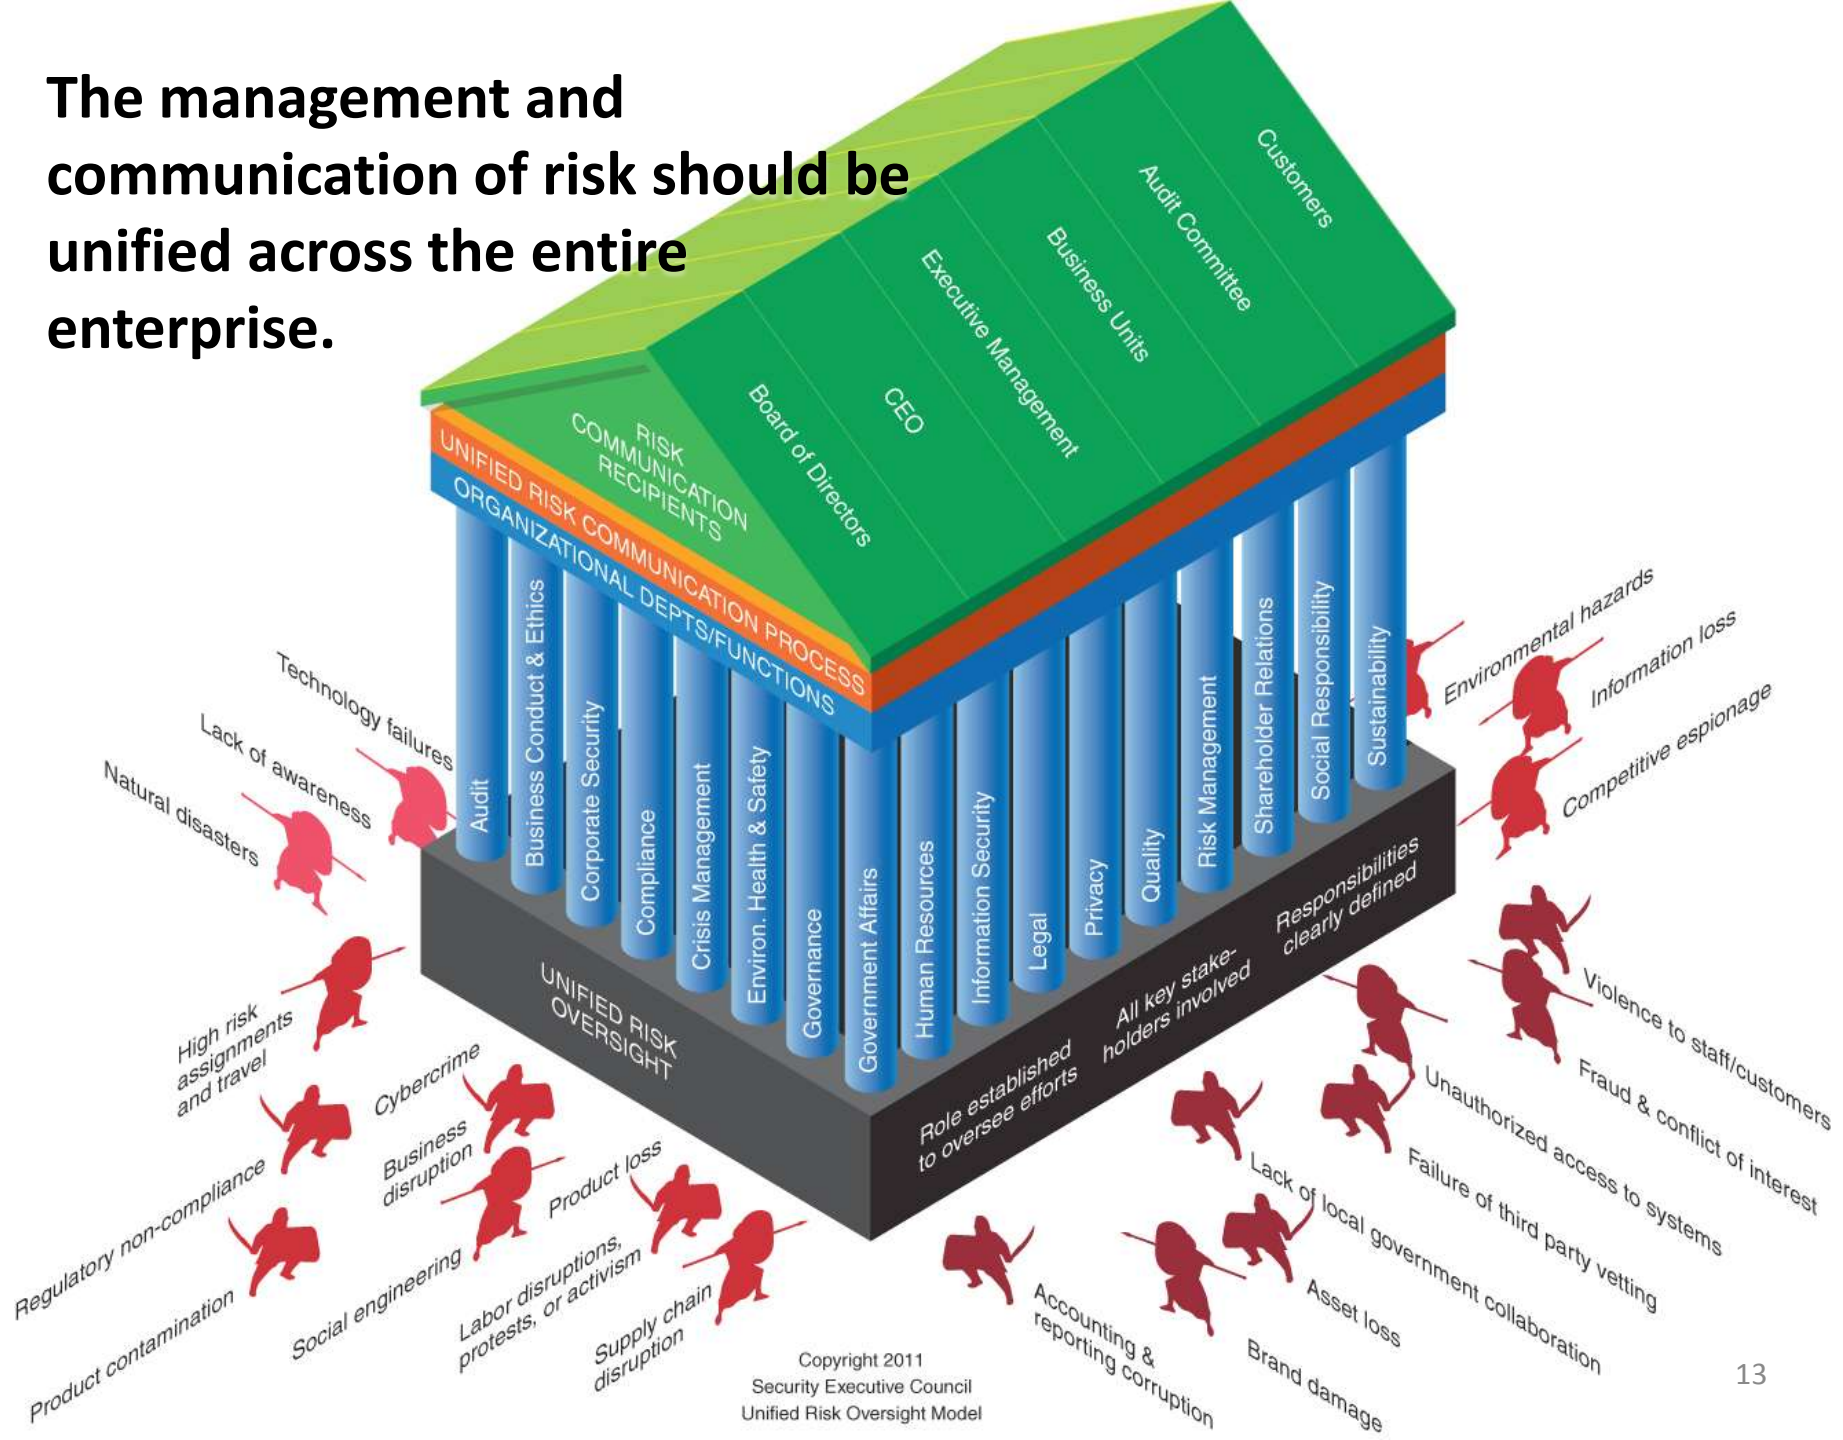 The management and
communication of risk should be
unified across the entire
enterprise.
Customers
Audit Committee
Business Units
Executive Management
CEO
Board of Directors
RISK
COMMUNICATION
RECIPIENTS
UNIFIED RISK COMMUNICATION PROCESS
ORGANIZATIONAL DEPTS/FUNCTIONS
Audit
Business Conduct & Ethics
Corporate Security
Compliance
Crisis Management
Environ. Health & Safety
Governance
Government Affairs
Human Resources
Information Security
Legal
Privacy
Quality
Risk Management
Shareholder Relations
Social Responsibility
Sustainability
UNIFIED RISK
OVERSIGHT
Role established
to oversee efforts
All key stake-
holders involved
Responsibilities
clearly defined
Technology failures
Lack of awareness
Natural disasters
High risk
assignments
and travel
Cybercrime
Regulatory non-compliance
Business
disruption
Product contamination
Social engineering
Product loss
Labor disruptions,
protests, or activism
Supply chain
disruption
Environmental hazards
Information loss
Competitive espionage
Violence to staff/customers
Fraud & conflict of interest
Unauthorized access to systems
Failure of third party vetting
Lack of local government collaboration
Asset loss
Brand damage
Accounting &
reporting corruption
Copyright 2011
Security Executive Council
Unified Risk Oversight Model
13